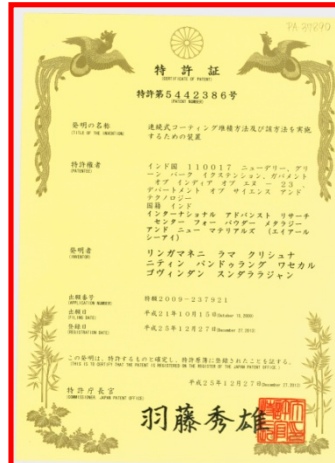 PA 39270
特許証
(CERTIFICATE OF PATENT)
特許第5442386号
(PATENT NUMBER)
発明の名称
(TITLE OF THE INVENTION)
連続式コーティング堆積方法及び該方法を実施
するための装置
特許権者
(PATENTEE)
インド国 110017 ニューデリー、グリ
ーン パーク イクステンション、ガバメント
オブ インディア オブ エヌ － 23 、
デパートメント オブ サイエンス アンド
テクノロジー
国籍 インド
インターナショナル アドバンスト リサーチ
センター フォー パウダー メタラジー
アンド ニュー マテリアルズ (エイアール
シーアイ)
発明者
(INVENTOR)
リンガマネニ ラマ クリシュナ
ニティン パンドゥランダ ワセカル
ゴヴィンダン スンダララジャン
出願番号
(APPLICATION NUMBER)
特願2009-237921
出願日
(FILING DATE)
平成21年10月15日(October 15,2009)
登録日
(REGISTRATION DATE)
平成25年12月27日(December 27,2013)
この発明は、特許するものと確定し、特許原簿に登録されたことを証する。
(THIS IS TO CERTIFY THAT THE PATENT IS REGISTERED ON THE REGISTER OF THE JAPAN PATENT OFFICE.)
平成25年12月27日(December 27,2013)
特許庁長官
(COMMISSIONER, JAPAN PATENT OFFICE)
羽藤秀雄